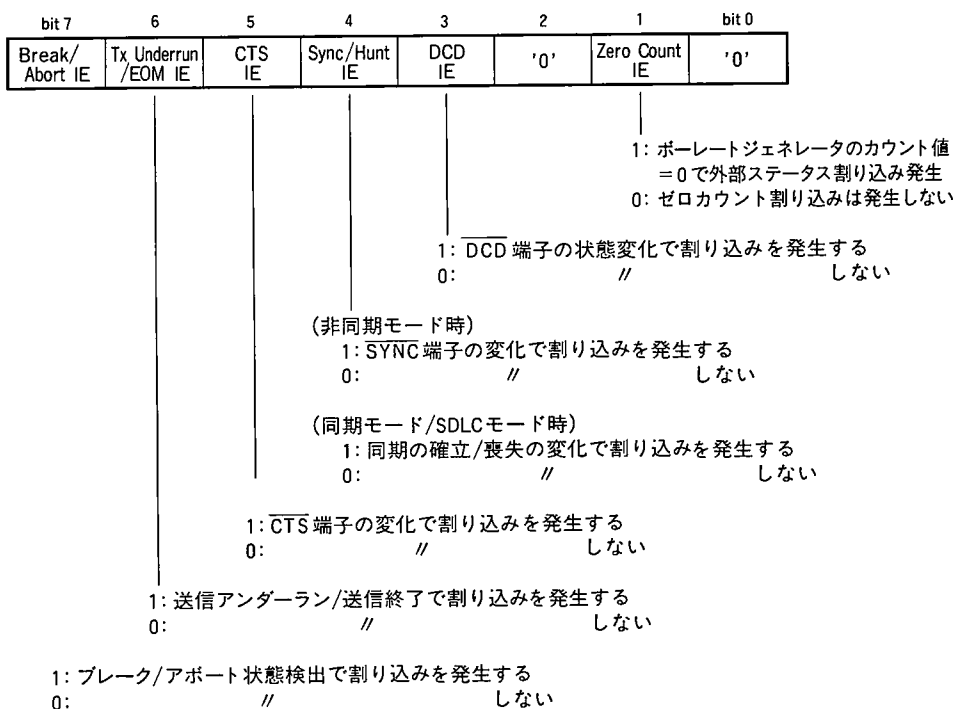 bit 7 6 5 4 3 2 1 bit 0
Break/Abort IE Tx Underrun/EOM IE CTS IE Sync/Hunt IE DCD IE '0' Zero Count IE '0'
1: ボーレートジェネレータのカウント値
=0で外部ステータス割り込み発生
0: ゼロカウント割り込みは発生しない
1: DCD端子の状態変化で割り込みを発生する
0: 〃 しない
(非同期モード時)
1: SYNC端子の変化で割り込みを発生する
0: 〃 しない
(同期モード/SDLCモード時)
1: 同期の確立/喪失の変化で割り込みを発生する
0: 〃 しない
1: CTS端子の変化で割り込みを発生する
0: 〃 しない
1: 送信アンダーラン/送信終了で割り込みを発生する
0: 〃 しない
1: ブレーク/アボート状態検出で割り込みを発生する
0: 〃 しない